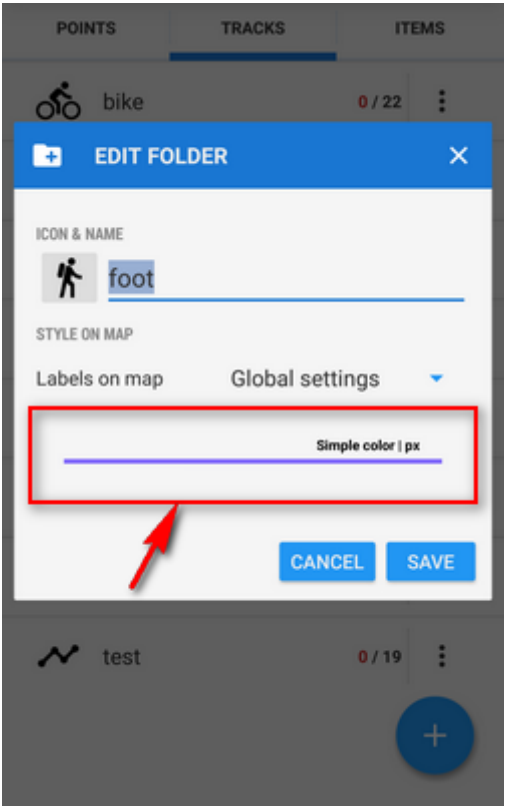 POINTS TRACKS ITEMS
bike 0 / 22
EDIT FOLDER
ICON & NAME
foot
STYLE ON MAP
Labels on map Global settings
Simple color | px
CANCEL SAVE
test 0 / 19